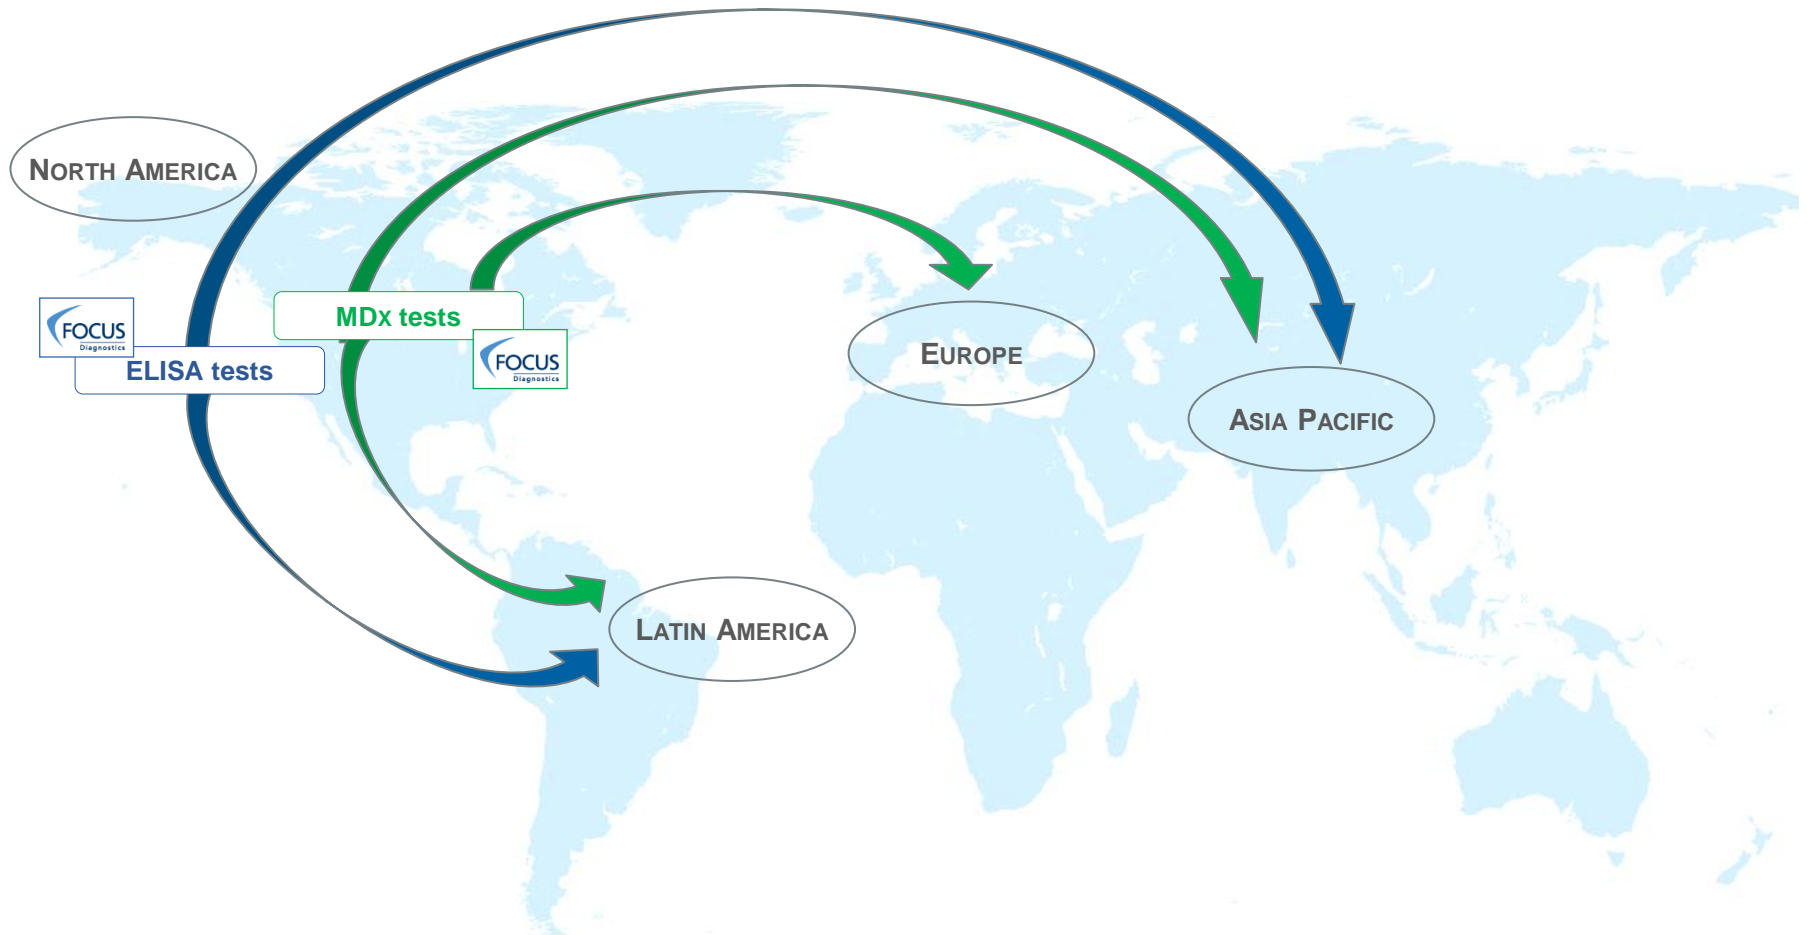 NORTH AMERICA
FOCUS
Diagnostics
ELISA tests
MDX tests
FOCUS
Diagnostics
EUROPE
ASIA PACIFIC
LATIN AMERICA